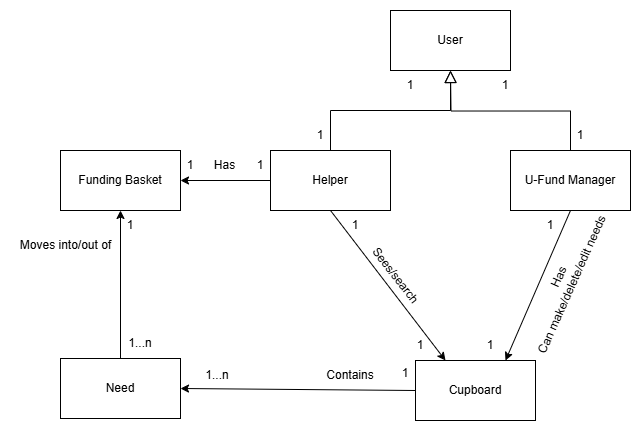 User
1
1
1
1
Funding Basket
1
Has
1
Helper
U-Fund Manager
1
1
1
Moves into/out of
Sees/search
Has
Can make/delete/edit needs
1...n
1
1
Need
1...n
Contains
1
Cupboard